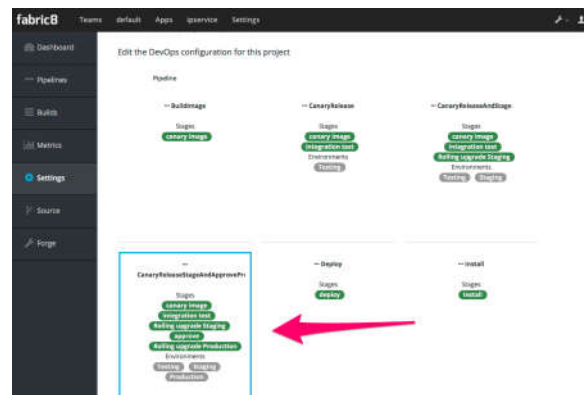 fabric8 Teams default Apps ipservice Settings
Dashboard
Pipelines
Builds
Metrics
Settings
Source
Forge
Edit the DevOps configuration for this project
Pipeline
— BuildImage
Stages
canary image
— CanaryRelease
Stages
canary image
integration test
Environments
Testing
— CanaryReleaseAndStage
Stages
canary image
integration test
Rolling upgrade Staging
Environments
Testing Staging
—
CanaryReleaseStageAndApprovePr
Stages
canary image
integration test
Rolling upgrade Staging
approve
Rolling upgrade Production
Environments
Testing Staging
Production
— Deploy
Stages
deploy
— Install
Stages
install